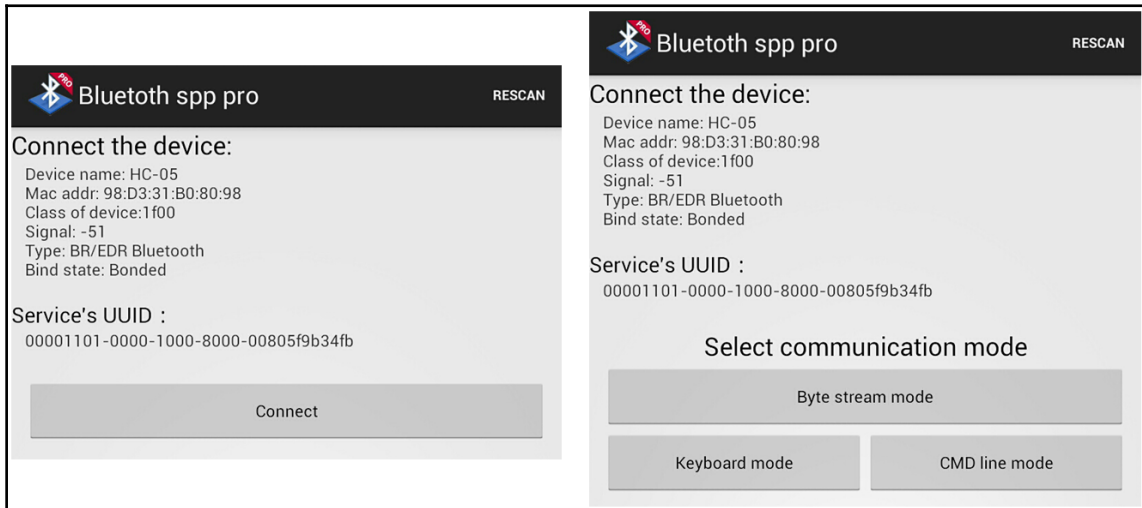 PRO
Bluetoth spp pro
RESCAN
Connect the device:
Device name: HC-05
Mac addr: 98:D3:31:B0:80:98
Class of device:1f00
Signal: -51
Type: BR/EDR Bluetooth
Bind state: Bonded
Service's UUID :
00001101-0000-1000-8000-00805f9b34fb
Connect
PRO
Bluetoth spp pro
RESCAN
Connect the device:
Device name: HC-05
Mac addr: 98:D3:31:B0:80:98
Class of device:1f00
Signal: -51
Type: BR/EDR Bluetooth
Bind state: Bonded
Service's UUID :
00001101-0000-1000-8000-00805f9b34fb
Select communication mode
Byte stream mode
Keyboard mode
CMD line mode